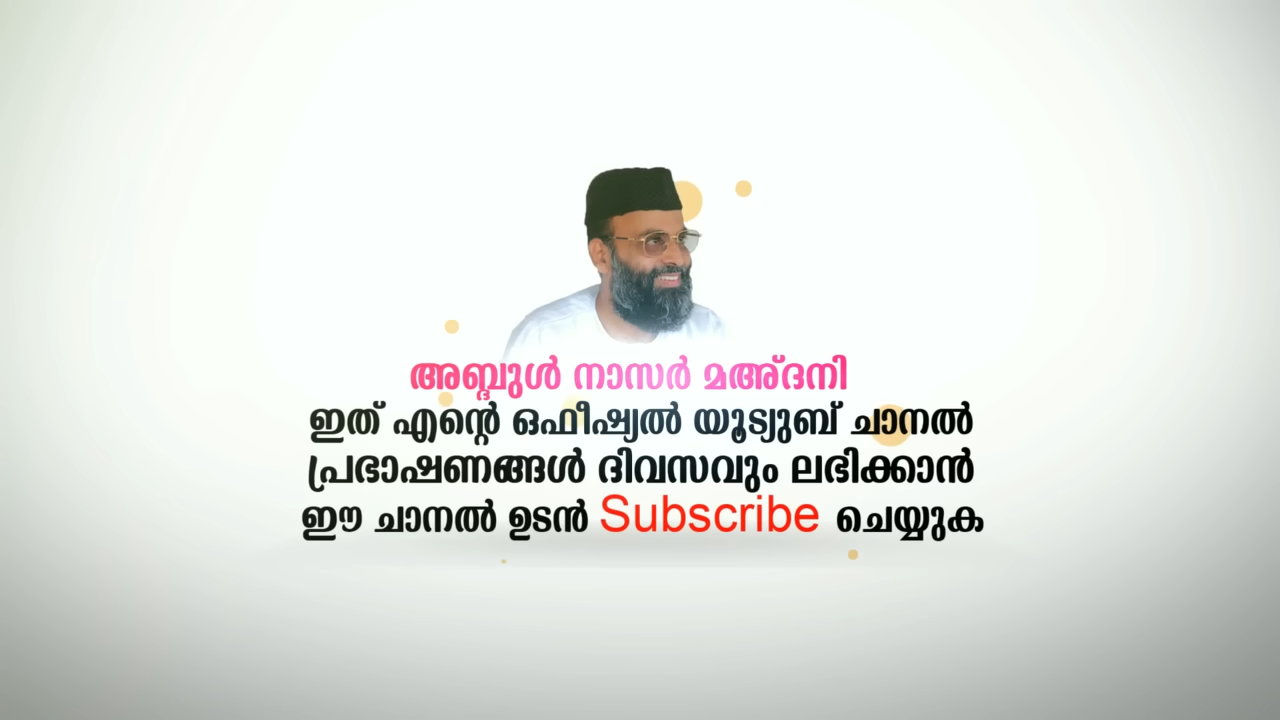 അബ്ദുൾ നാസർ മഅ്ദനി
ഇത് എന്റെ ഒഫീഷ്യൽ യൂട്യുബ് ചാനൽ
പ്രഭാഷണങ്ങൾ ദിവസവും ലഭിക്കാൻ
ഈ ചാനൽ ഉടൻ Subscribe ചെയ്യുക